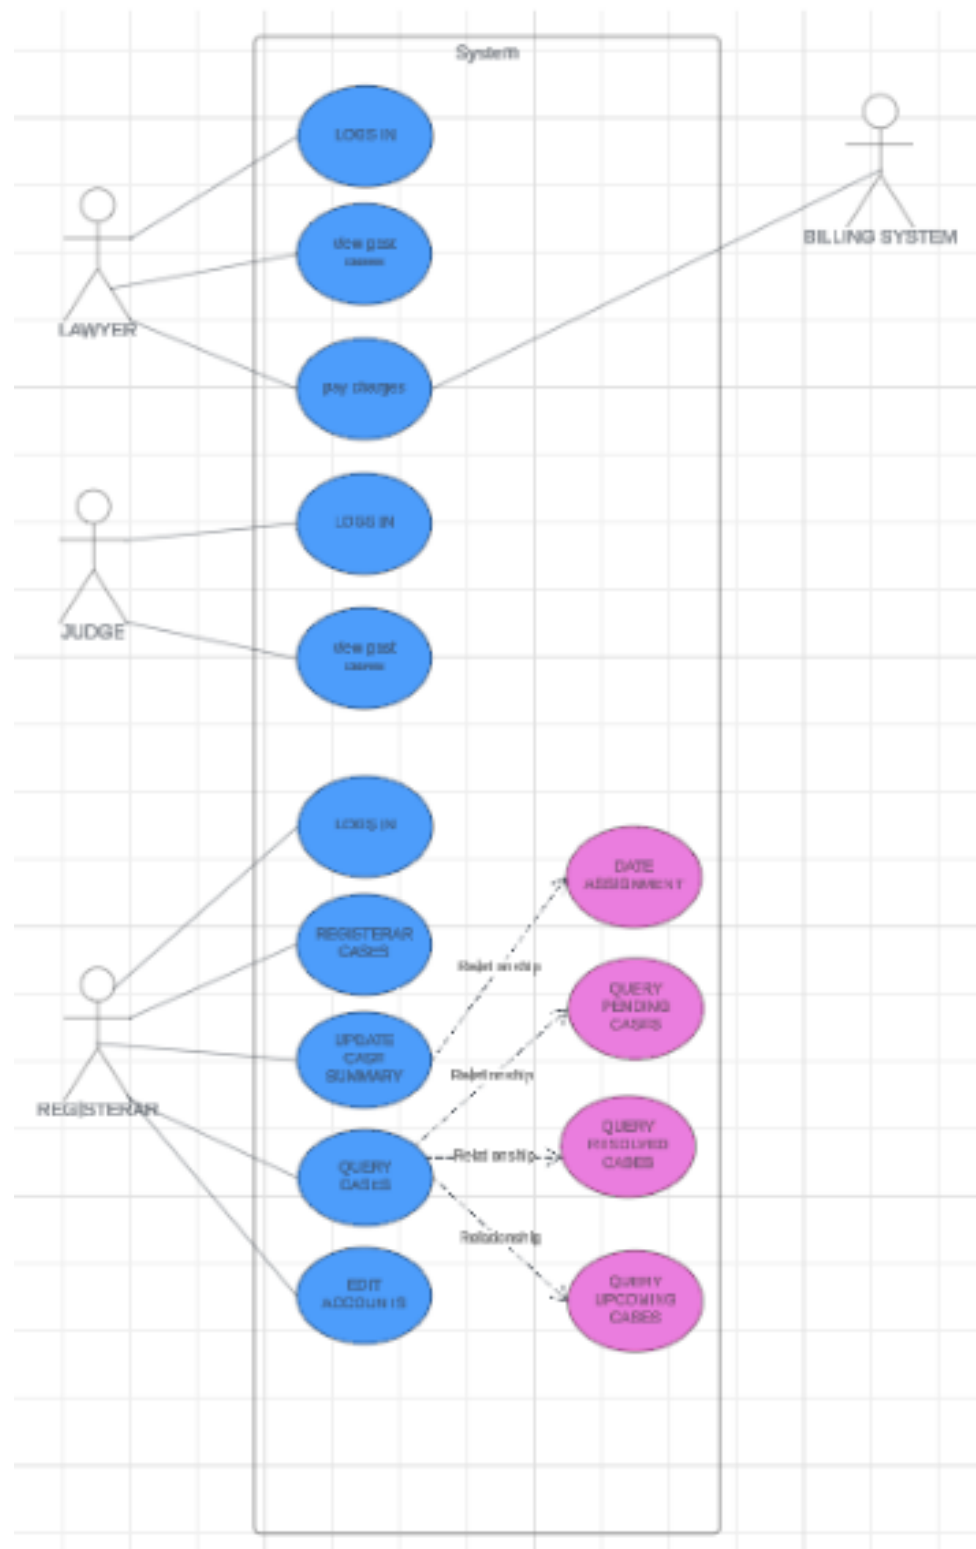 System
LOGS IN
BILLING SYSTEM
view past
LAWYER
pay charges
LOGS IN
JUDGE
view past
LOGS IN
DATE
ASSIGNMENT
REGISTERAR
CASES
Relationship
QUERY
PENDING
CASES
UPDATE
CASE
SUMMARY
Relationship
REGISTERAR
QUERY
RESOLVED
CASES
Relationship
QUERY
CASES
Relationship
EDIT
ACCOUNTS
QUERY
UPCOMING
CASES